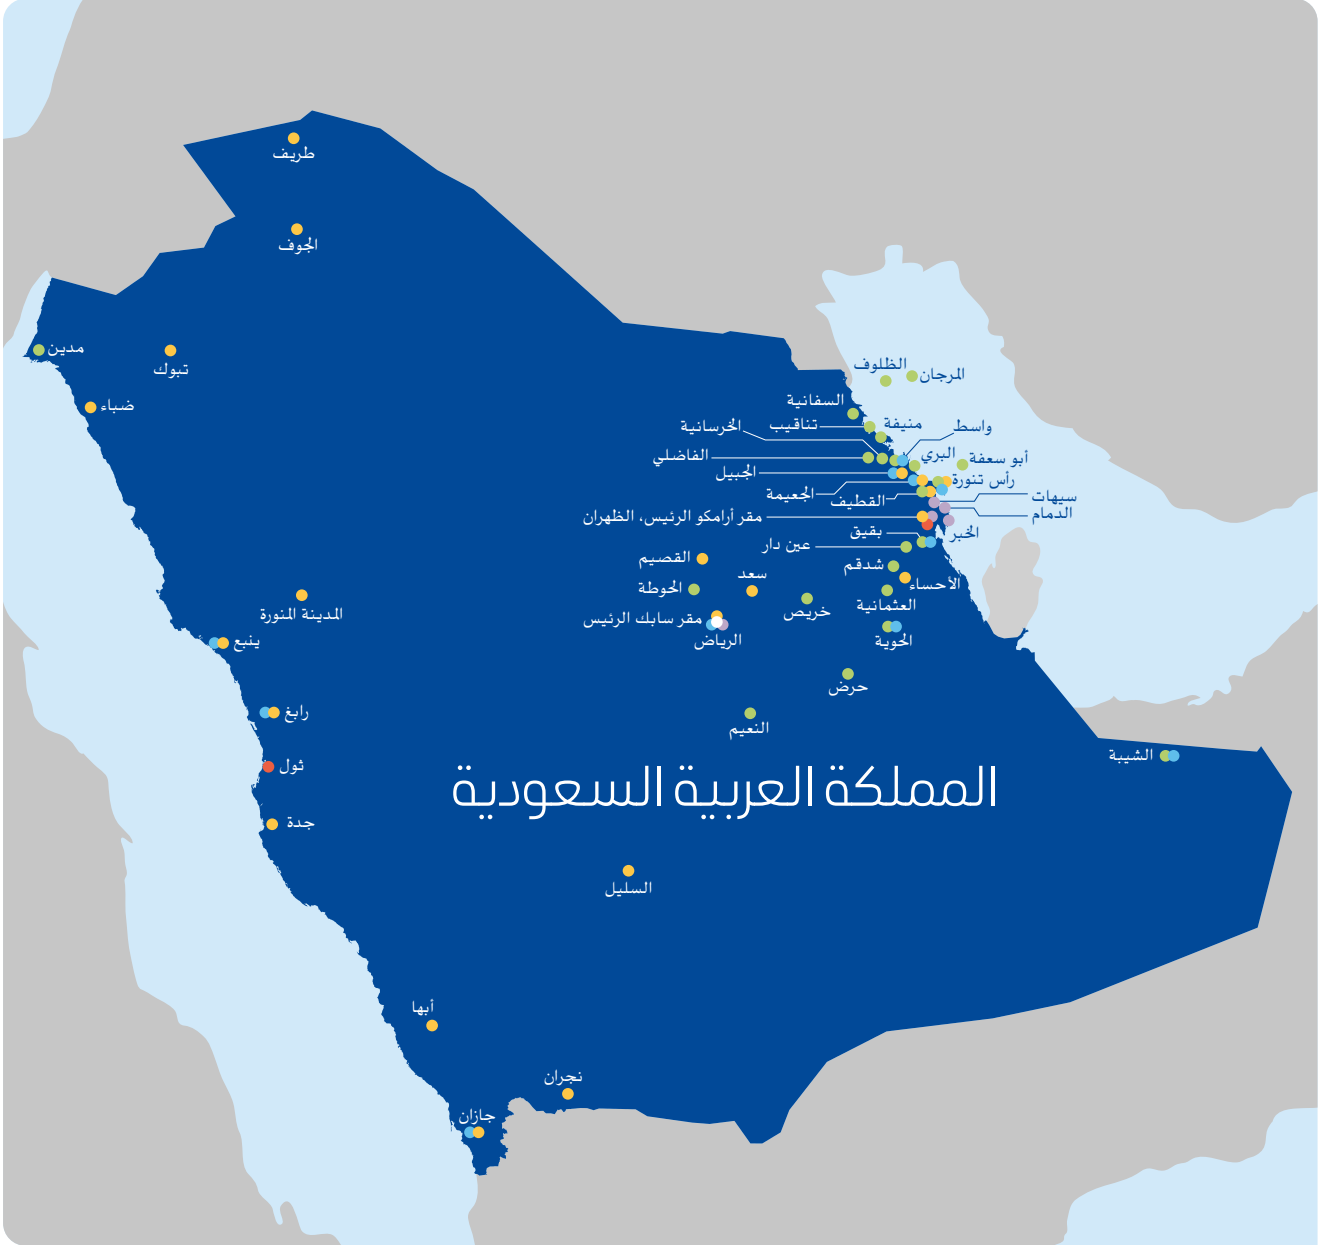 طريف
الجوف
مدين
تبوك
ضباء
الظلوف
المرجان
السفانية
منيفة
تناقيب
الخرسانية
واسط
البري
أبو سعفة
الفاضلي
الجبيل
رأس تنورة
الجعيمة
القطيف
سيهات
الدمام
مقر أرامكو الرئيس، الظهران
الخبر
بقيق
عين دار
القصيم
شدقم
سعد
الأحساء
الحوطة
العثمانية
خريص
المدينة المنورة
مقر سابك الرئيس
الرياض
الحوية
ينبع
حرض
رابغ
النعيم
الشيبة
ثول
المملكة العربية السعودية
جدة
السليل
أبها
نجران
جازان